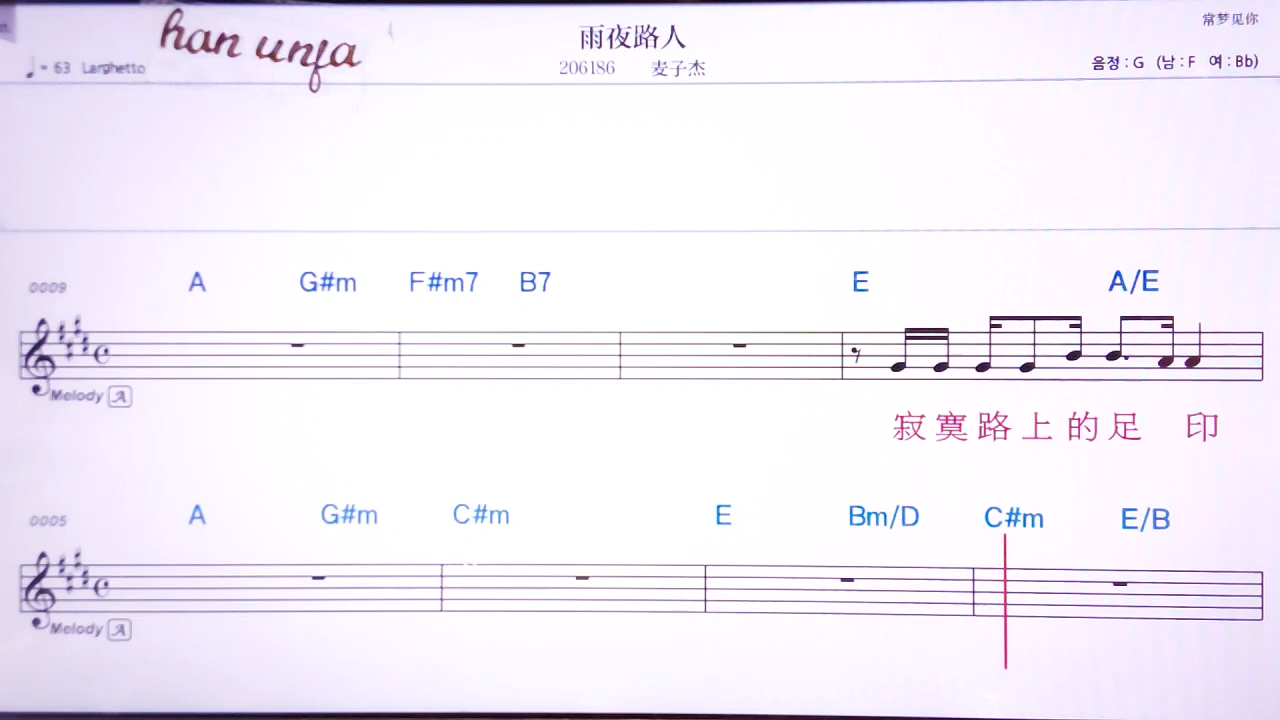 常梦见你
han unfa
雨夜路人
♩= 63 Larghetto
206186 麦子杰
음정 : G (남 : F 여 : Bb)
0009 A G#m F#m7 B7 E A/E
Melody A
寂寞路上的足 印
0005 A G#m C#m E Bm/D C#m E/B
Melody A